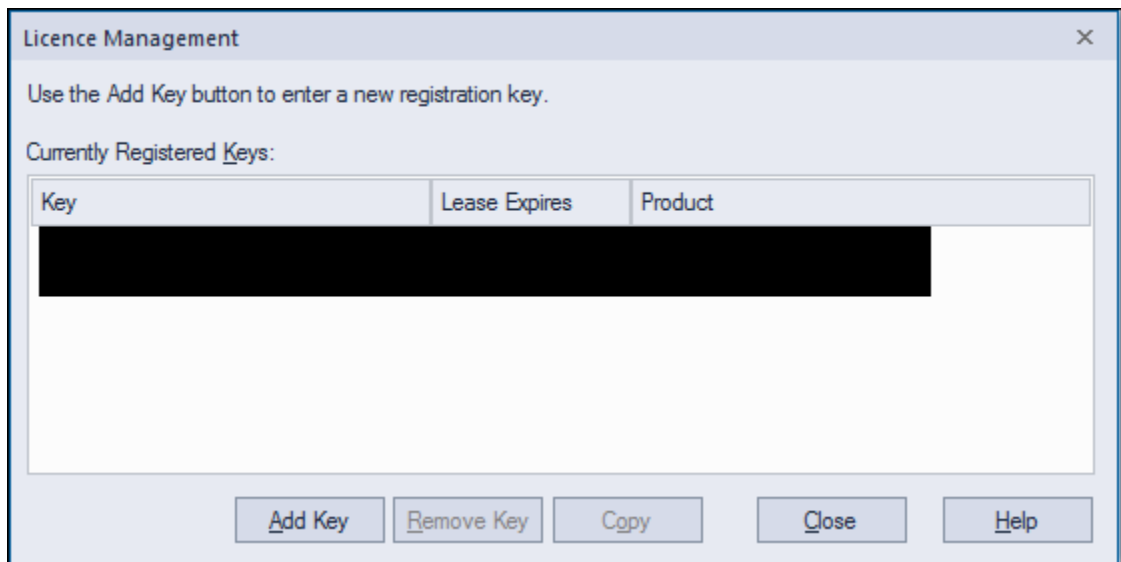 Licence Management
Use the Add Key button to enter a new registration key.
Currently Registered Keys:
Key Lease Expires Product
Add Key Remove Key Copy Close Help